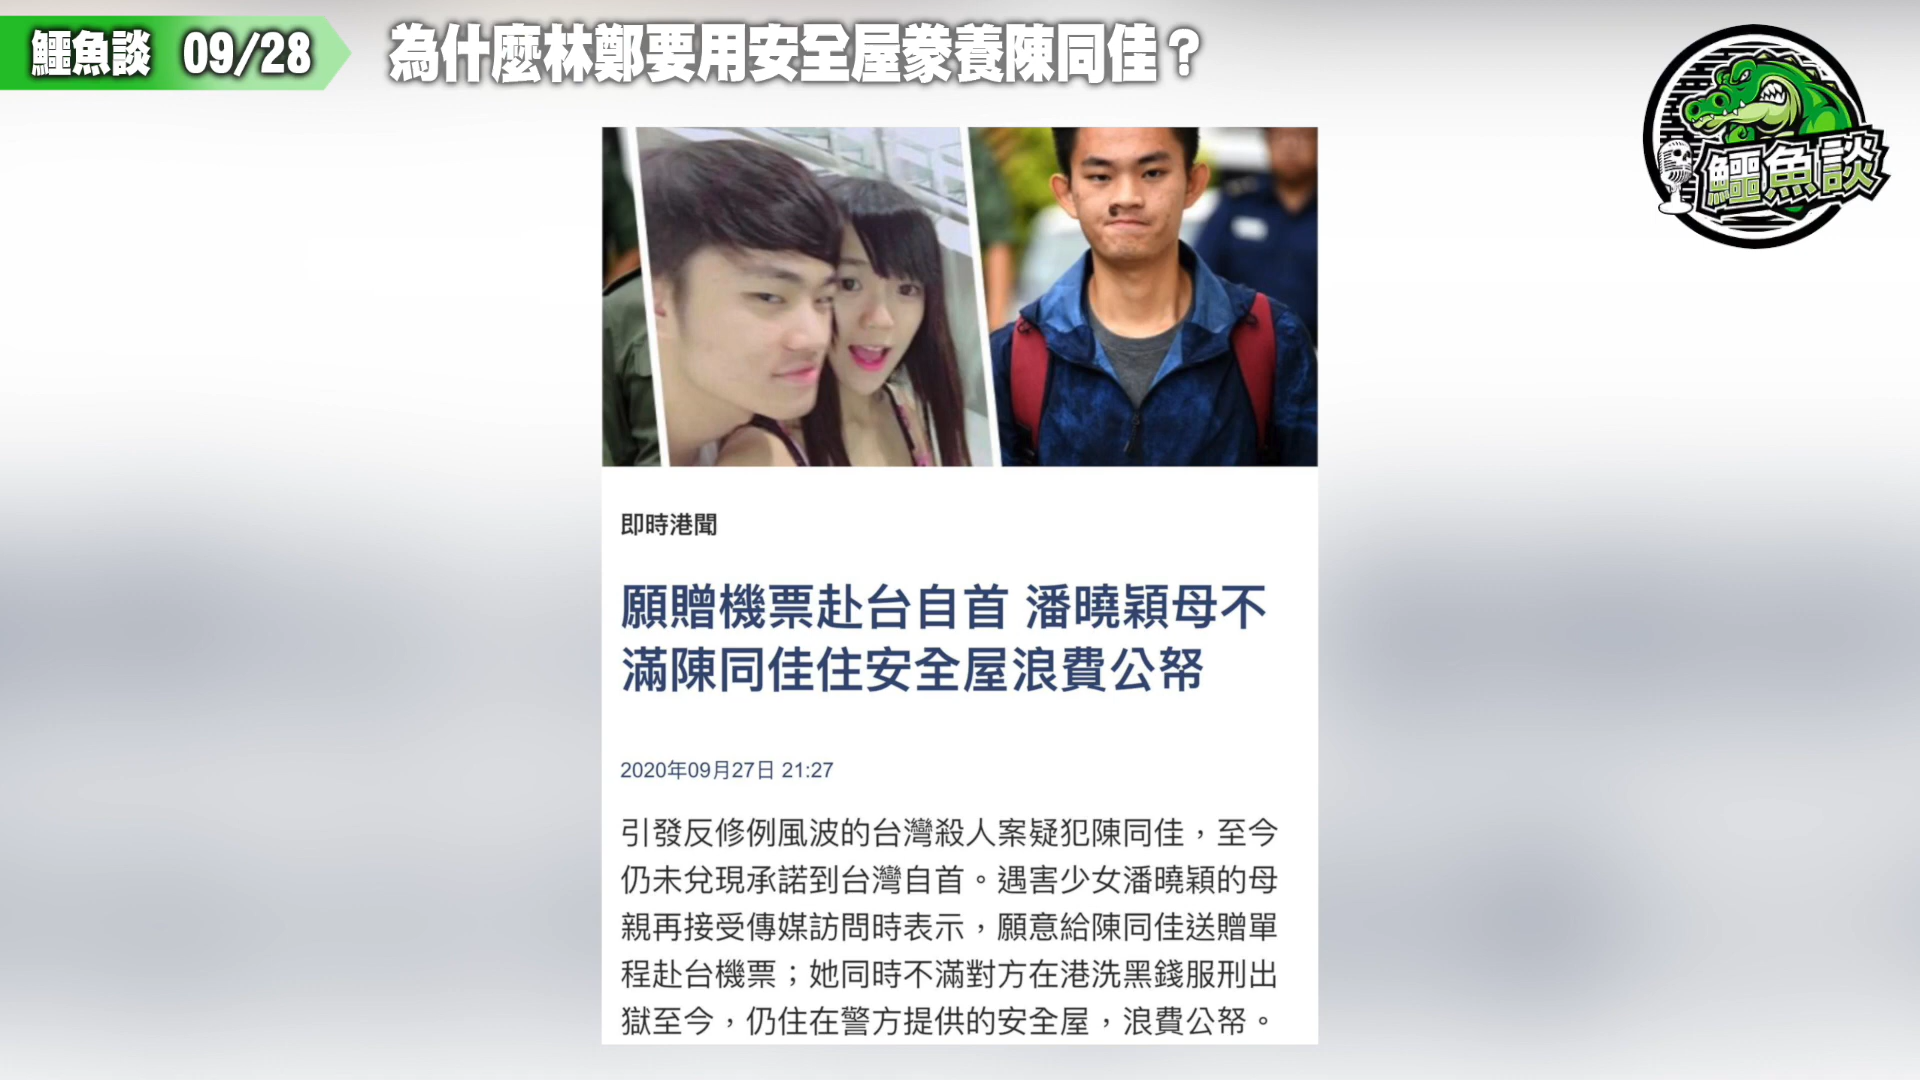 鱷魚談 09/28
為什麼林鄭要用安全屋豢養陳同佳？
鱷魚談
即時港聞
願贈機票赴台自首 潘曉穎母不
滿陳同佳住安全屋浪費公帑
2020年09月27日 21:27
引發反修例風波的台灣殺人案疑犯陳同佳，至今
仍未兌現承諾到台灣自首。遇害少女潘曉穎的母
親再接受傳媒訪問時表示，願意給陳同佳送贈單
程赴台機票；她同時不滿對方在港洗黑錢服刑出
獄至今，仍住在警方提供的安全屋，浪費公帑。